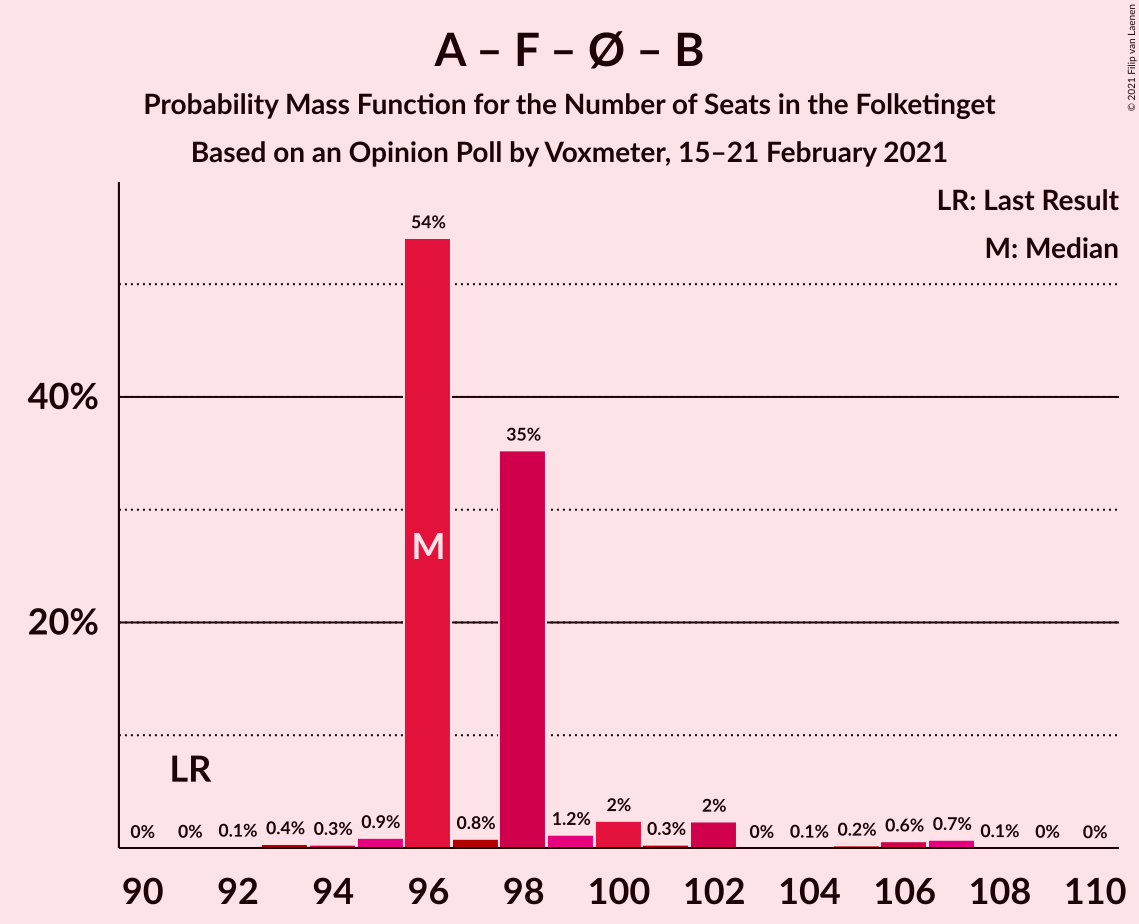 A – F – Ø – B
Probability Mass Function for the Number of Seats in the Folketinget
Based on an Opinion Poll by Voxmeter, 15–21 February 2021
© 2021 Filip van Laenen
LR: Last Result
M: Median
54%
40%
35%
M
20%
LR
0% 0% 0.1% 0.4% 0.3% 0.9% 0.8% 1.2% 2% 0.3% 2% 0% 0.1% 0.2% 0.6% 0.7% 0.1% 0% 0%
90 92 94 96 98 100 102 104 106 108 110